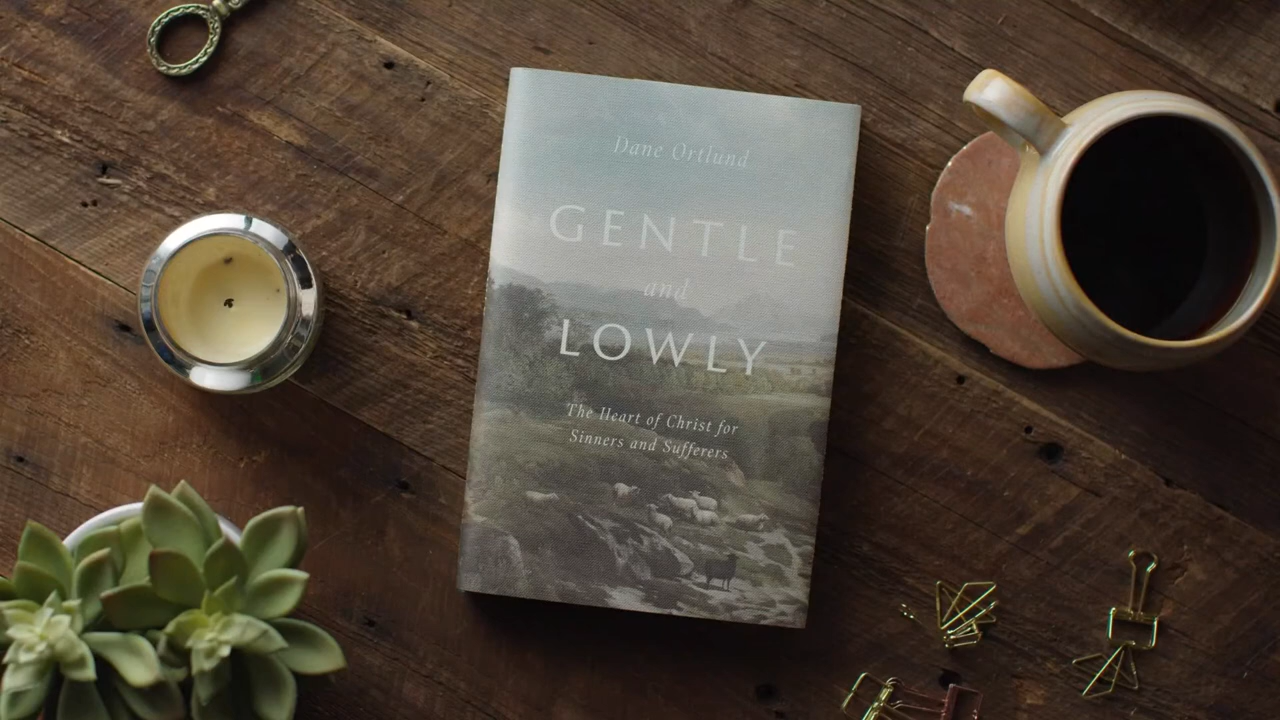 Dane Ortlund
GENTLE
and
LOWLY
The Heart of Christ for
Sinners and Sufferers